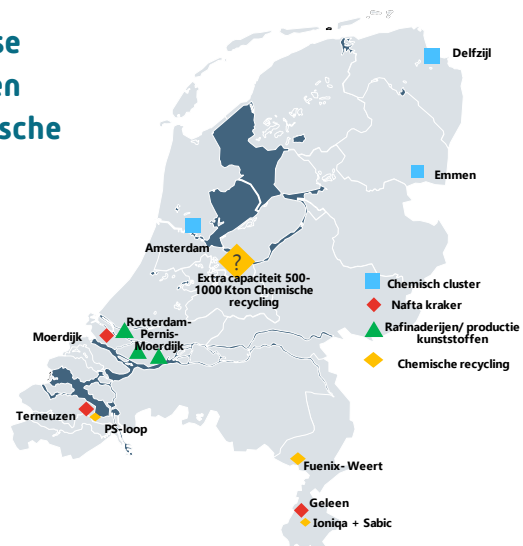 se
en
sche
Delfzijl
Emmen
Amsterdam
?
Extra capaciteit 500-
1000 Kton Chemische
recycling
Chemisch cluster
Nafta kraker
Rafinaderijen/ productie
kunststoffen
Chemische recycling
Rotterdam-
Pernis-
Moerdijk
Moerdijk
Terneuzen
PS-loop
Fuenix- Weert
Geleen
Ioniqa + Sabic